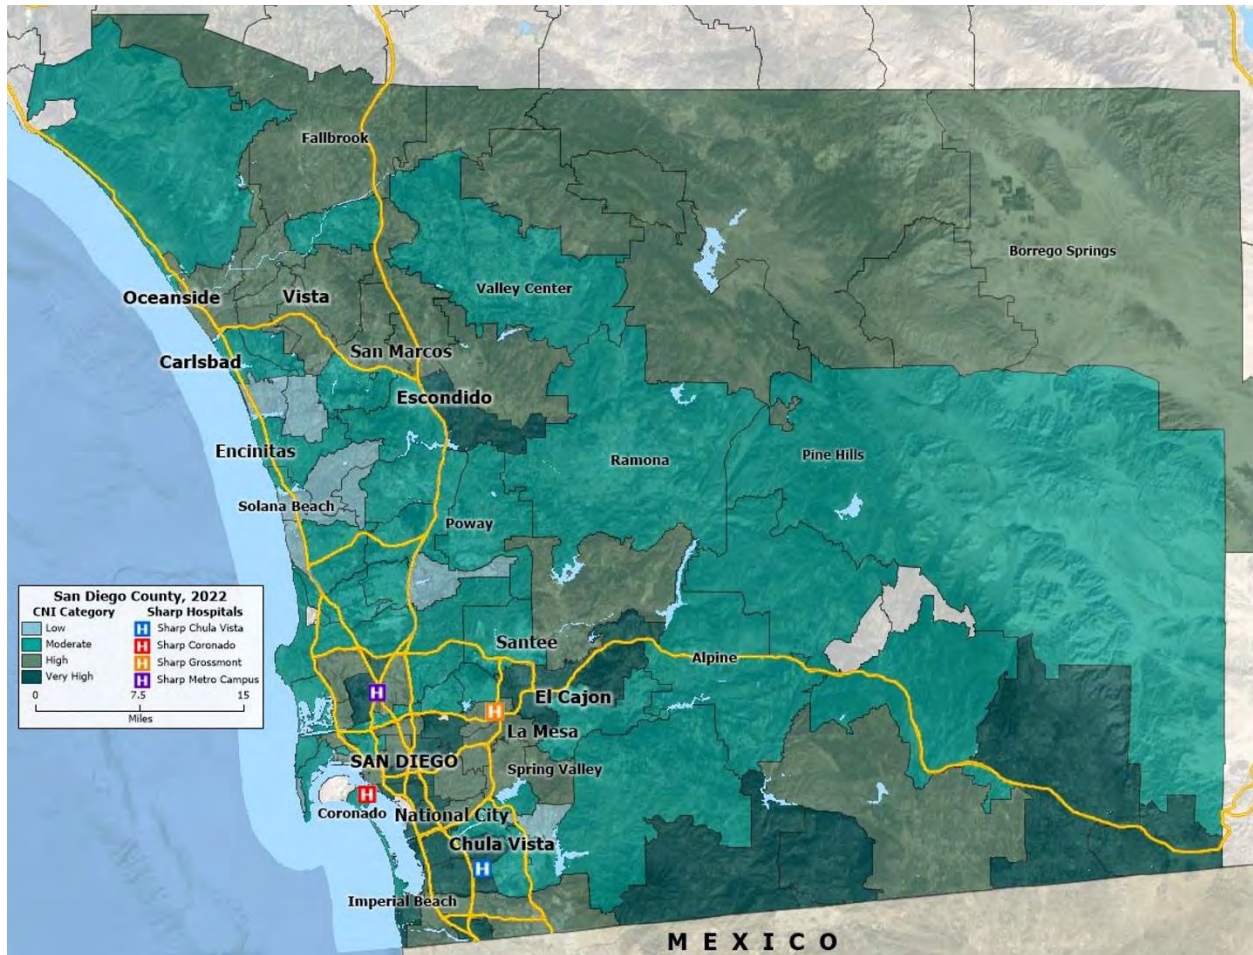 Fallbrook
Borrego Springs
Valley Center
Oceanside
Vista
San Marcos
Carlsbad
Escondido
Encinitas
Ramona
Pine Hills
Solana Beach
Poway
San Diego County, 2022
CNI Category
Sharp Hospitals
Low
H Sharp Chula Vista
Moderate
H Sharp Coronado
High
H Sharp Grossmont
Very High
H Sharp Metro Campus
0 7.5 15
Miles
Santee
Alpine
H
El Cajon
H
La Mesa
SAN DIEGO
Spring Valley
H
Coronado
National City
Chula Vista
H
Imperial Beach
MEXICO